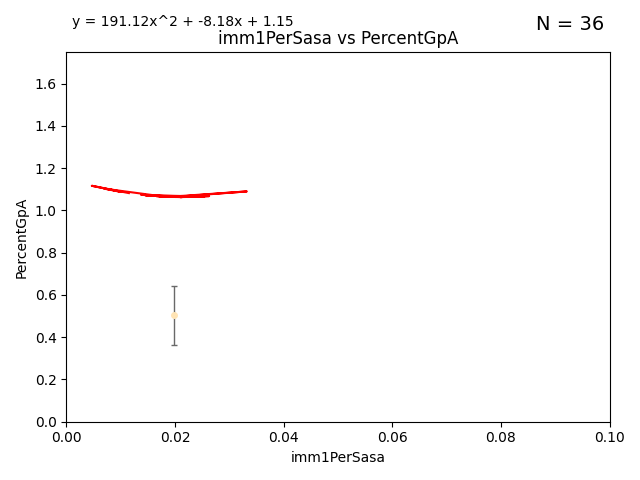 y = 191.12x^2 + -8.18x + 1.15
N = 36
imm1PerSasa vs PercentGpA
1.6
1.4
1.2
1.0
0.8
0.6
0.4
0.2
0.0
PercentGpA
0.00 0.02 0.04 0.06 0.08 0.10
imm1PerSasa